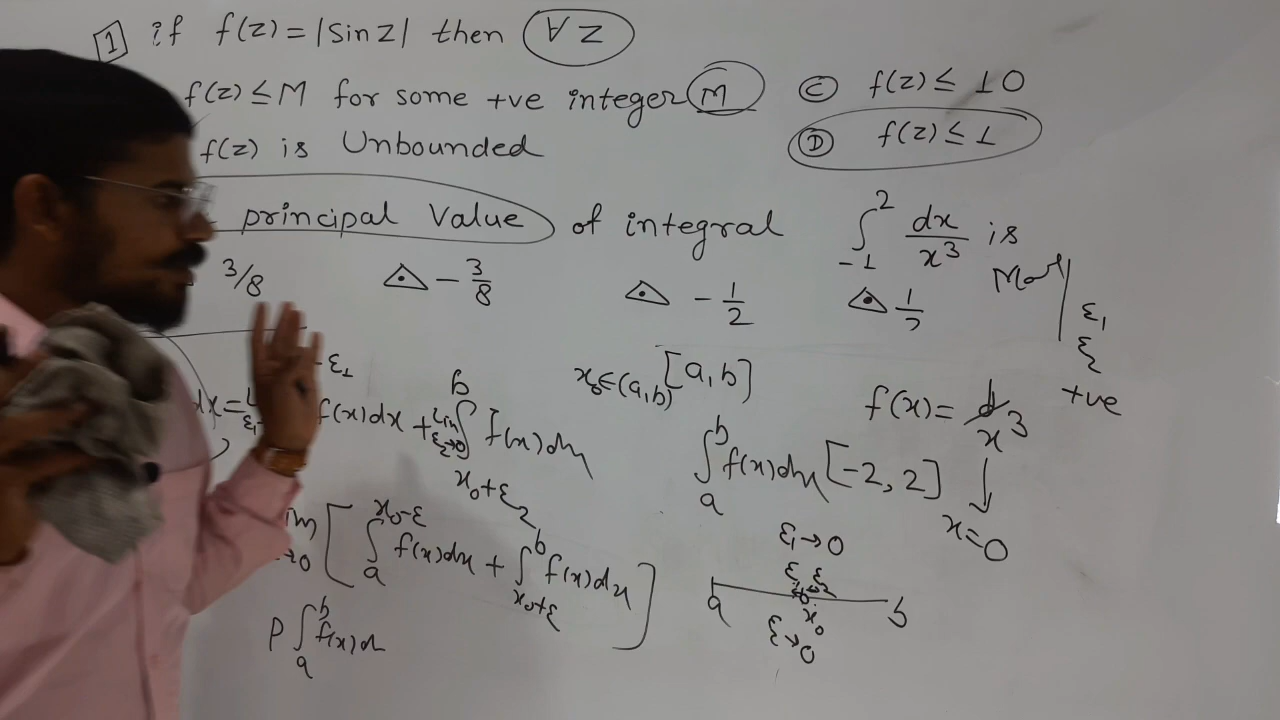 1 if f(z) = |Sin z| then ∀ z
f(z) ≤ M for some +ve integer M
© f(z) ≤ 10
f(z) is Unbounded
D f(z) ≤ 1
principal Value of integral ∫_{-1}^{2} dx/x³ is
3/8 - 3/8 - 1/2 1/2
ε₁
+ve
- ε₁
dx = f(x)dx + Lim ε₂→0 ∫_{x₀+ε₂}^{b} f(x)dx
x₀∈(a,b) [a,b]
f(x) = 1/x³
∫_{a}^{b} f(x)dx [-2, 2]
x=0
[ ∫_{a}^{x₀-ε} f(x)dx + ∫_{x₀+ε}^{b} f(x)dx ]
ε₁→0
a x₀ b
ε→0
P ∫_{a}^{b} f(x)d